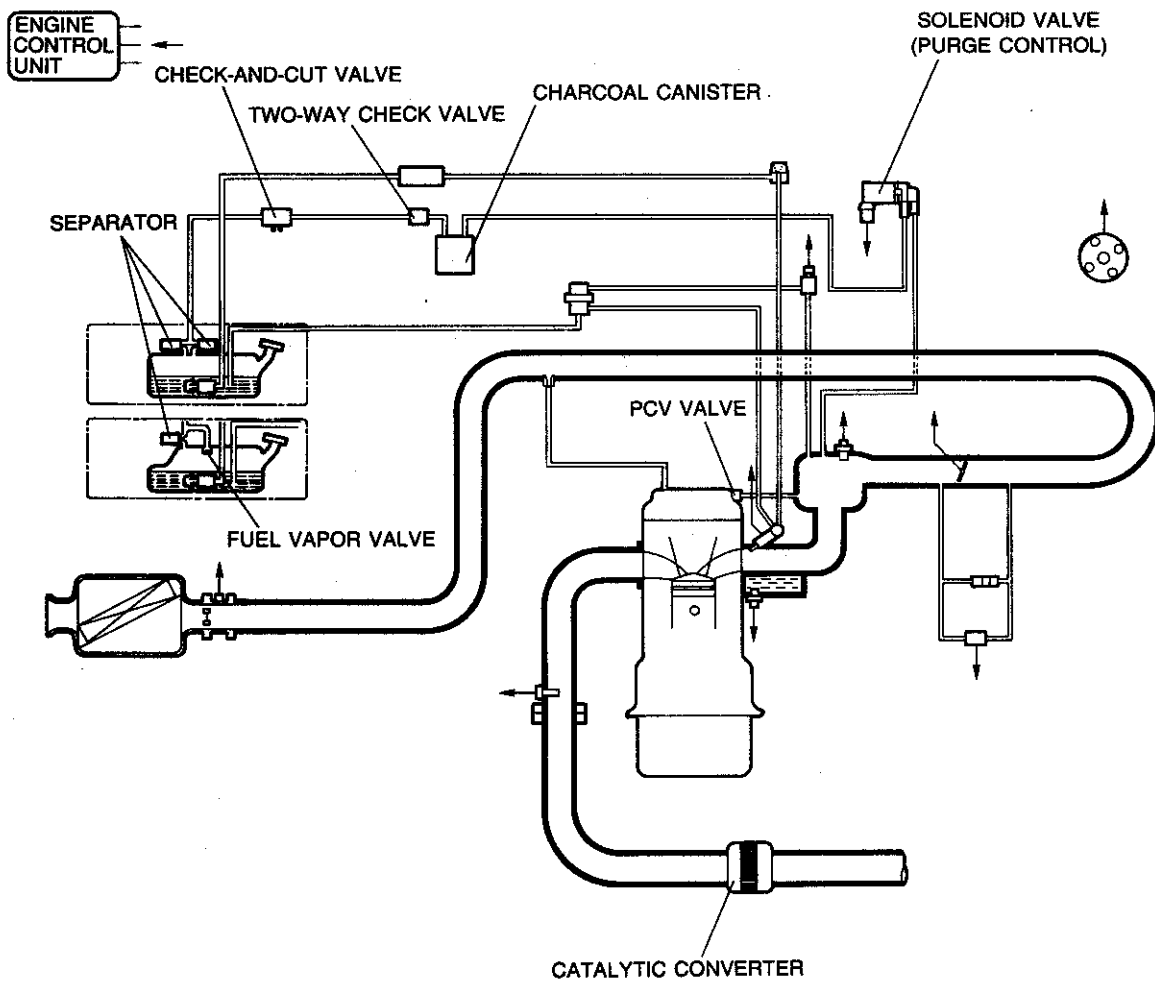 ENGINE
CONTROL
UNIT
SOLENOID VALVE
(PURGE CONTROL)
CHECK-AND-CUT VALVE
TWO-WAY CHECK VALVE
CHARCOAL CANISTER
SEPARATOR
PCV VALVE
FUEL VAPOR VALVE
CATALYTIC CONVERTER